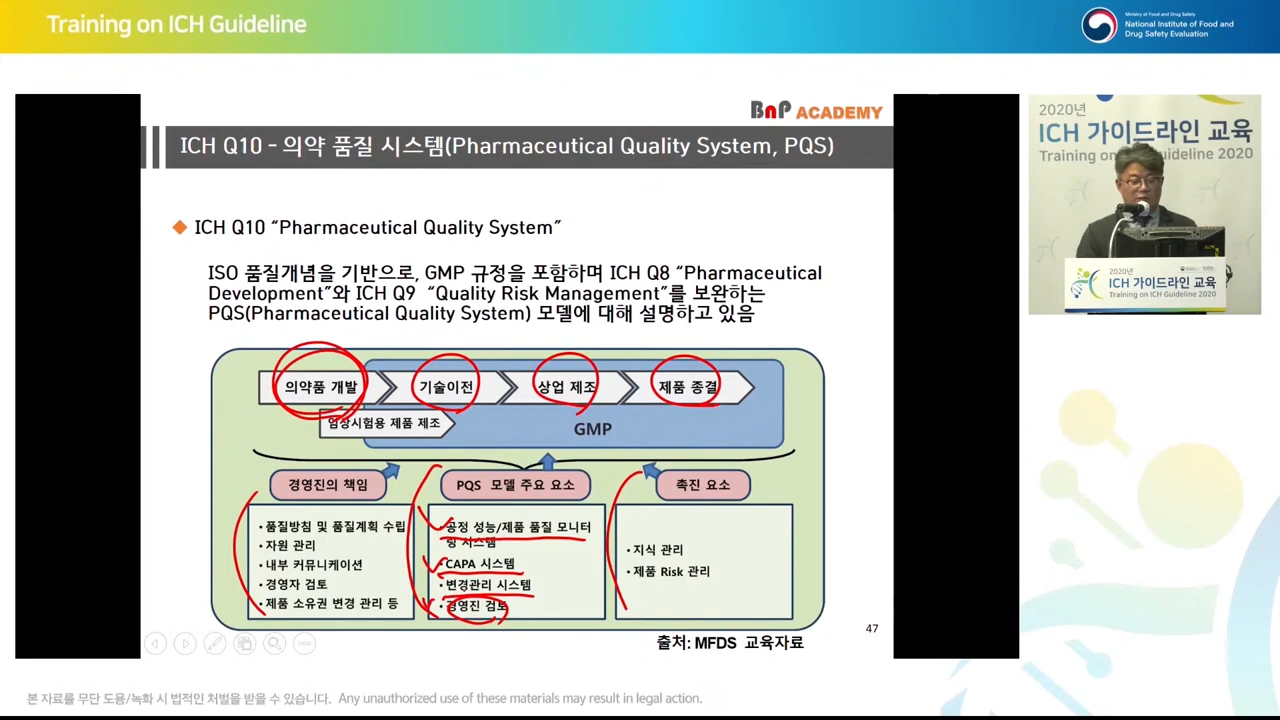 Training on ICH Guideline
Ministry of Food and Drug Safety
National Institute of Food and
Drug Safety Evaluation
BnP ACADEMY
ICH Q10 - 의약 품질 시스템(Pharmaceutical Quality System, PQS)
ICH Q10 “Pharmaceutical Quality System”
ISO 품질개념을 기반으로, GMP 규정을 포함하며 ICH Q8 “Pharmaceutical
Development”와 ICH Q9 “Quality Risk Management”를 보완하는
PQS(Pharmaceutical Quality System) 모델에 대해 설명하고 있음
의약품 개발
기술이전
상업 제조
제품 종결
임상시험용 제품 제조
GMP
경영진의 책임
PQS 모델 주요 요소
촉진 요소
• 품질방침 및 품질계획 수립
• 자원 관리
• 내부 커뮤니케이션
• 경영자 검토
• 제품 소유권 변경 관리 등
• 공정 성능/제품 품질 모니터
링 시스템
• CAPA 시스템
• 변경관리 시스템
• 경영진 검토
• 지식 관리
• 제품 Risk 관리
47
출처: MFDS 교육자료
2020년
ICH 가이드라인 교육
Training on Guideline 2020
2020년
ICH 가이드라인 교육
Training on ICH Guideline 2020
본 자료를 무단 도용/녹화 시 법적인 처벌을 받을 수 있습니다. Any unauthorized use of these materials may result in legal action.